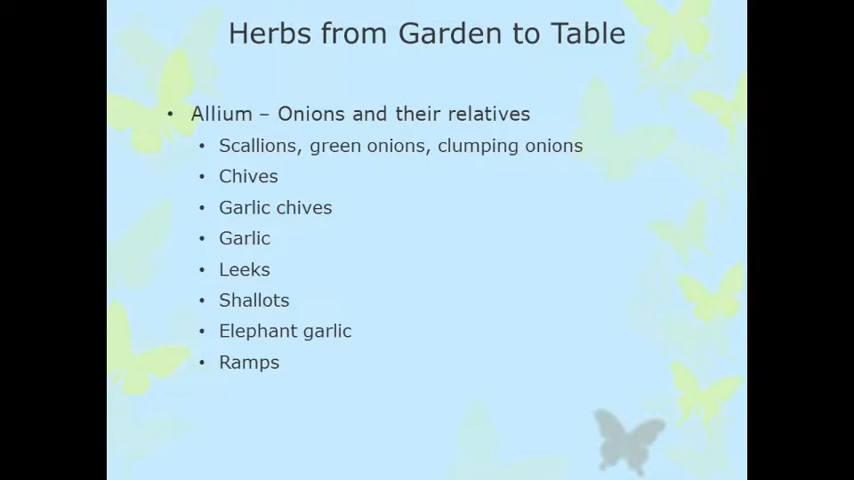 Herbs from Garden to Table
• Allium – Onions and their relatives
• Scallions, green onions, clumping onions
• Chives
• Garlic chives
• Garlic
• Leeks
• Shallots
• Elephant garlic
• Ramps